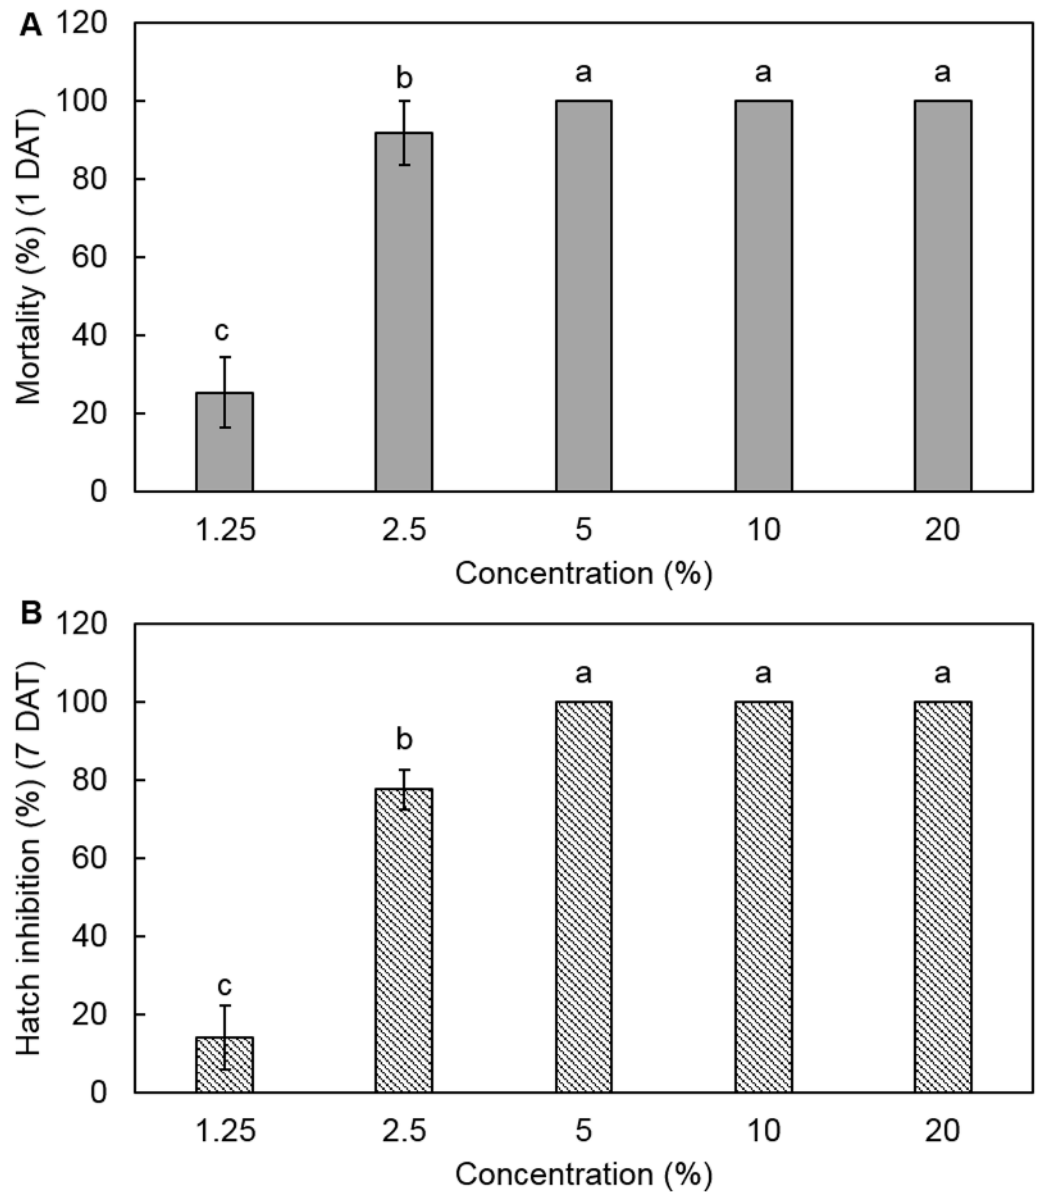 A
120
100
80
60
40
20
0
Mortality (%) (1 DAT)
c
b
a
a
a
1.25 2.5 5 10 20
Concentration (%)
B
120
100
80
60
40
20
0
Hatch inhibition (%) (7 DAT)
c
b
a
a
a
1.25 2.5 5 10 20
Concentration (%)